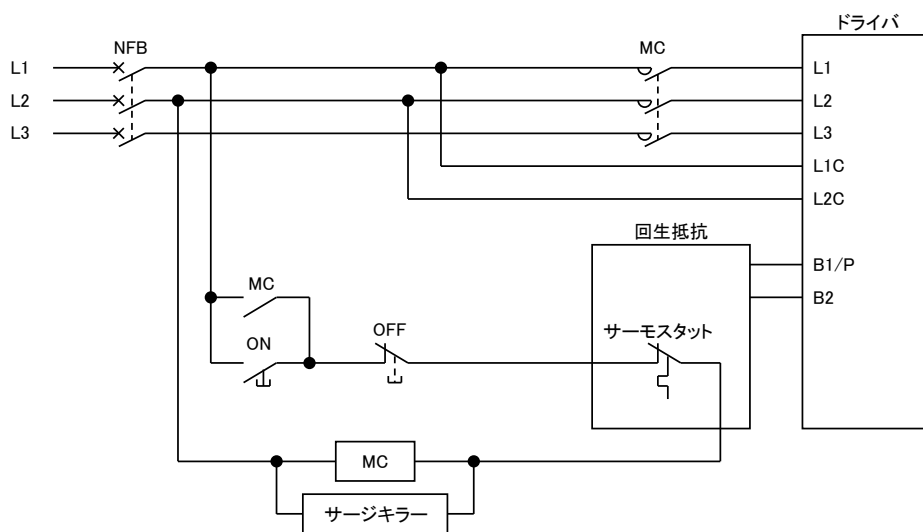 ドライバ
NFB
MC
L1
L1
L2
L2
L3
L3
L1C
L2C
回生抵抗
B1/P
MC
B2
サーモスタット
ON
OFF
MC
サージキラー